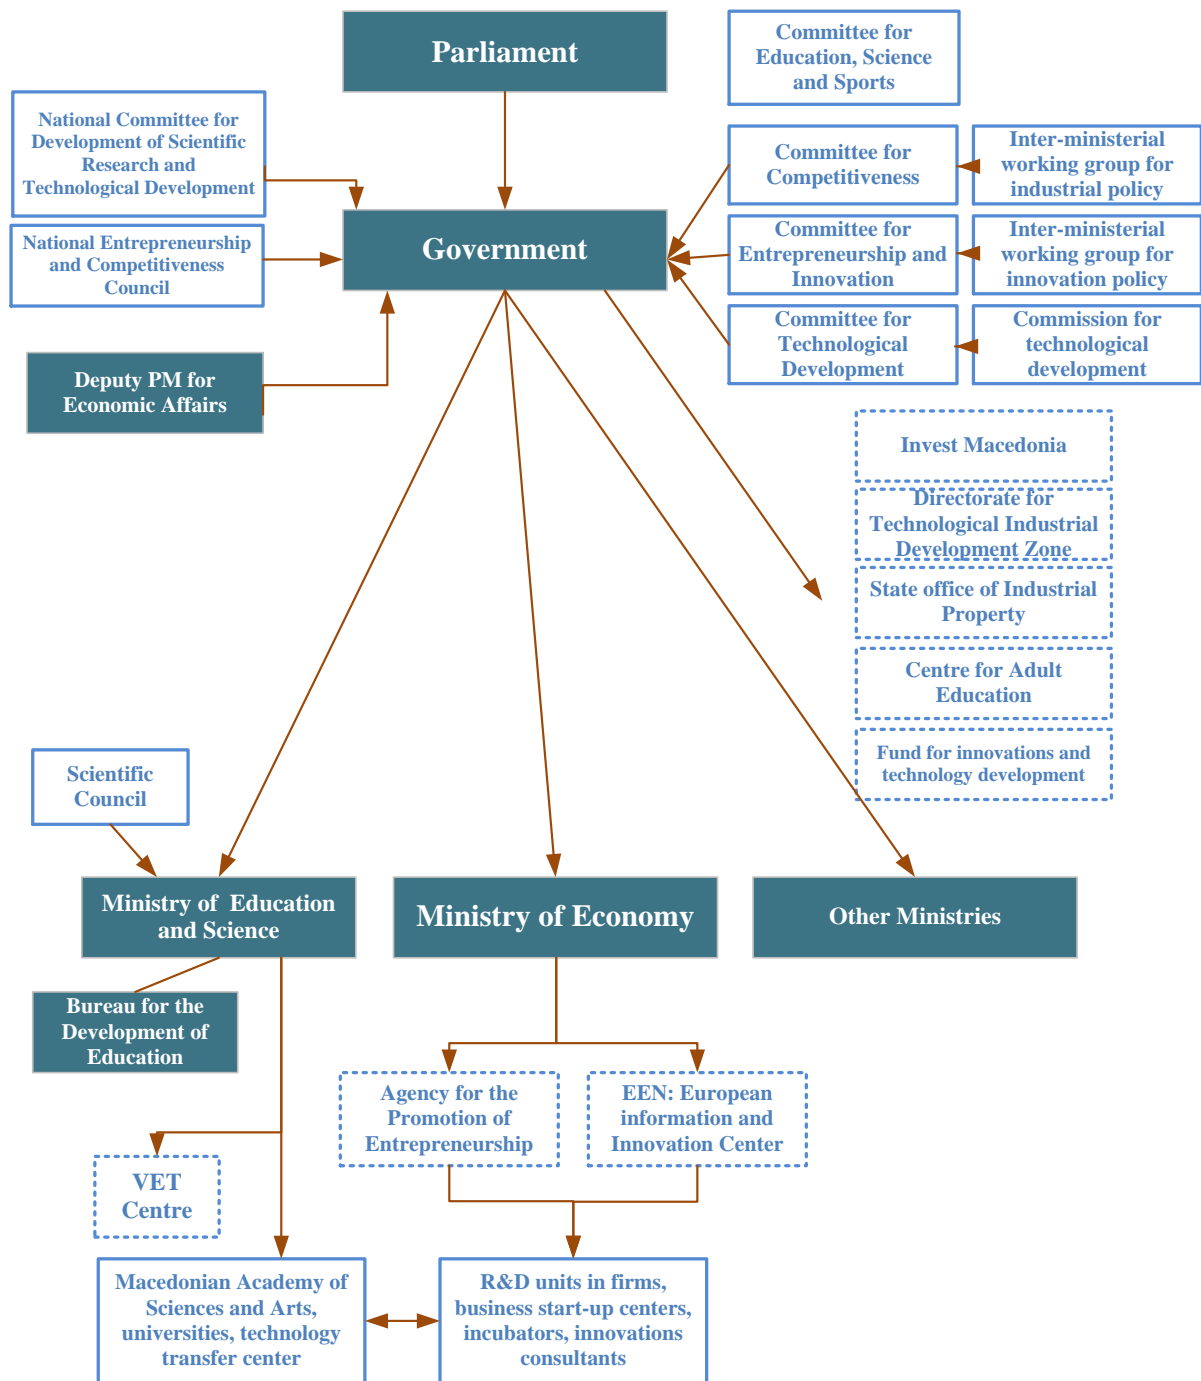 Parliament
Committee for
Education, Science
and Sports
National Committee for
Development of Scientific
Research and
Technological Development
Committee for
Competitiveness
Inter-ministerial
working group for
industrial policy
National Entrepreneurship
and Competitiveness
Council
Government
Committee for
Entrepreneurship and
Innovation
Inter-ministerial
working group for
innovation policy
Committee for
Technological
Development
Commission for
technological
development
Deputy PM for
Economic Affairs
Invest Macedonia
Directorate for
Technological Industrial
Development Zone
State office of Industrial
Property
Centre for Adult
Education
Fund for innovations and
technology development
Scientific
Council
Ministry of  Education
and Science
Ministry of Economy
Other Ministries
Bureau for the
Development of
Education
Agency for the
Promotion of
Entrepreneurship
EEN: European
information and
Innovation Center
VET
Centre
Macedonian Academy of
Sciences and Arts,
universities, technology
transfer center
R&D units in firms,
business start-up centers,
incubators, innovations
consultants